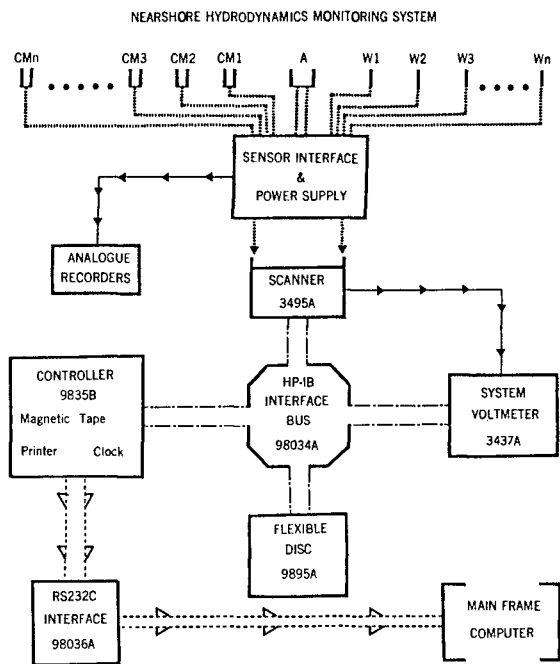 NEARSHORE HYDRODYNAMICS MONITORING SYSTEM
CMn CM3 CM2 CM1 A W1 W2 W3 Wn
SENSOR INTERFACE
&
POWER SUPPLY
ANALOGUE
RECORDERS
SCANNER
3495A
CONTROLLER
9835B
Magnetic Tape
Printer Clock
HP-IB
INTERFACE
BUS
98034A
SYSTEM
VOLTMETER
3437A
FLEXIBLE
DISC
9895A
RS232C
INTERFACE
98036A
MAIN FRAME
COMPUTER